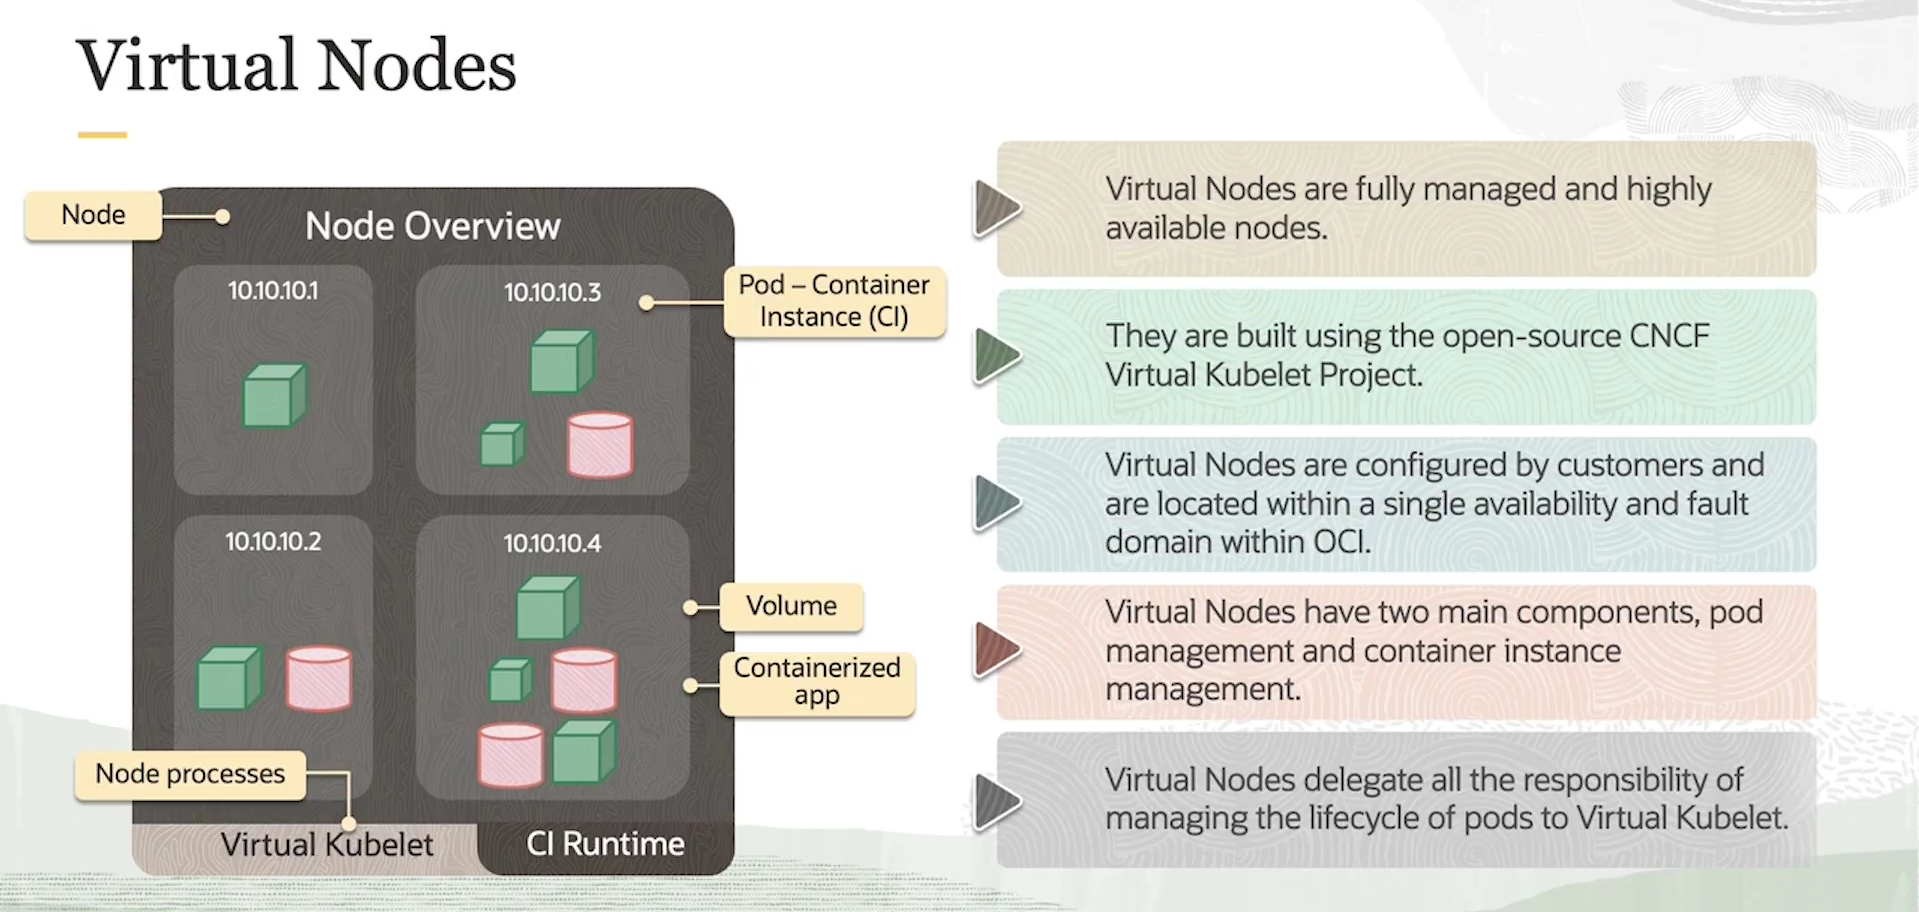 Virtual Nodes
Node
Node Overview
10.10.10.1
10.10.10.3
Pod – Container
Instance (CI)
10.10.10.2
10.10.10.4
Volume
Containerized
app
Node processes
Virtual Kubelet
CI Runtime
Virtual Nodes are fully managed and highly
available nodes.
They are built using the open-source CNCF
Virtual Kubelet Project.
Virtual Nodes are configured by customers and
are located within a single availability and fault
domain within OCI.
Virtual Nodes have two main components, pod
management and container instance
management.
Virtual Nodes delegate all the responsibility of
managing the lifecycle of pods to Virtual Kubelet.